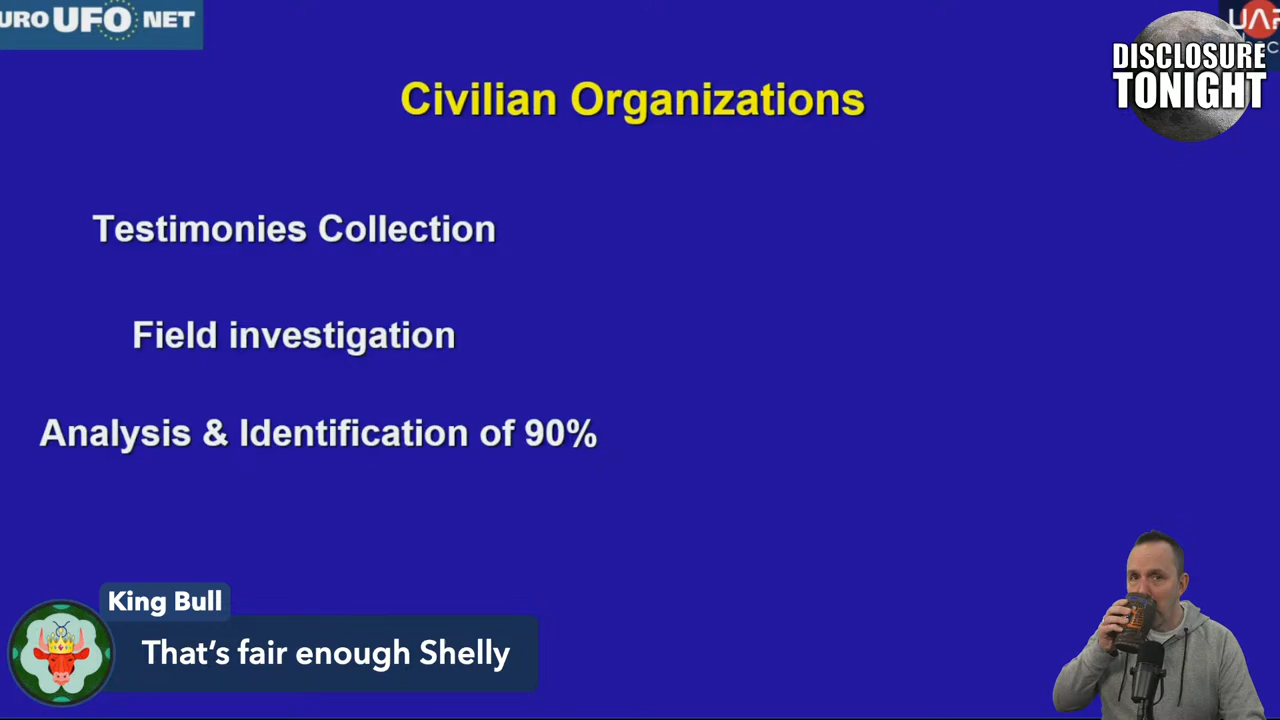 URO UFO NET
DISCLOSURE
TONIGHT
Civilian Organizations
Testimonies Collection
Field investigation
Analysis & Identification of 90%
King Bull
That's fair enough Shelly